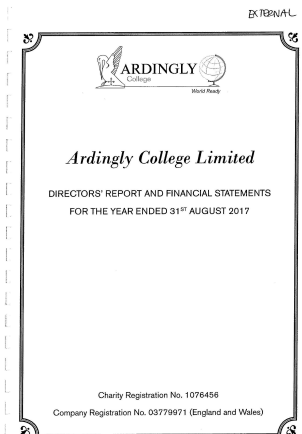 EXTERNAL
ARDINGLY
College
World Ready
Ardingly College Limited
DIRECTORS' REPORT AND FINANCIAL STATEMENTS
FOR THE YEAR ENDED 31ST AUGUST 2017
Charity Registration No. 1076456
Company Registration No. 03779971 (England and Wales)